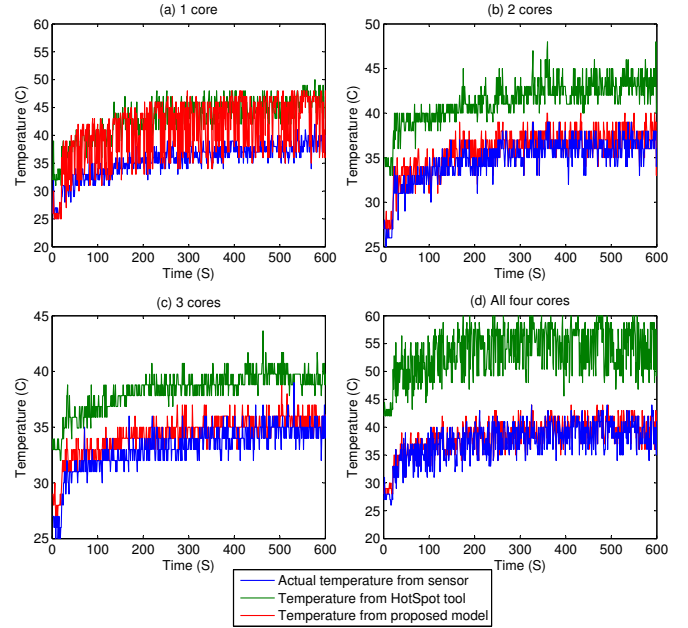 (a) 1 core
60
55
50
45
40
35
30
25
20
Temperature (C)
0 100 200 300 400 500 600
Time (S)
(b) 2 cores
50
45
40
35
30
25
Temperature (C)
0 100 200 300 400 500 600
Time (S)
(c) 3 cores
45
40
35
30
25
Temperature (C)
0 100 200 300 400 500 600
Time (S)
(d) All four cores
60
55
50
45
40
35
30
25
20
Temperature (C)
0 100 200 300 400 500 600
Time (S)
Actual temperature from sensor
Temperature from HotSpot tool
Temperature from proposed model